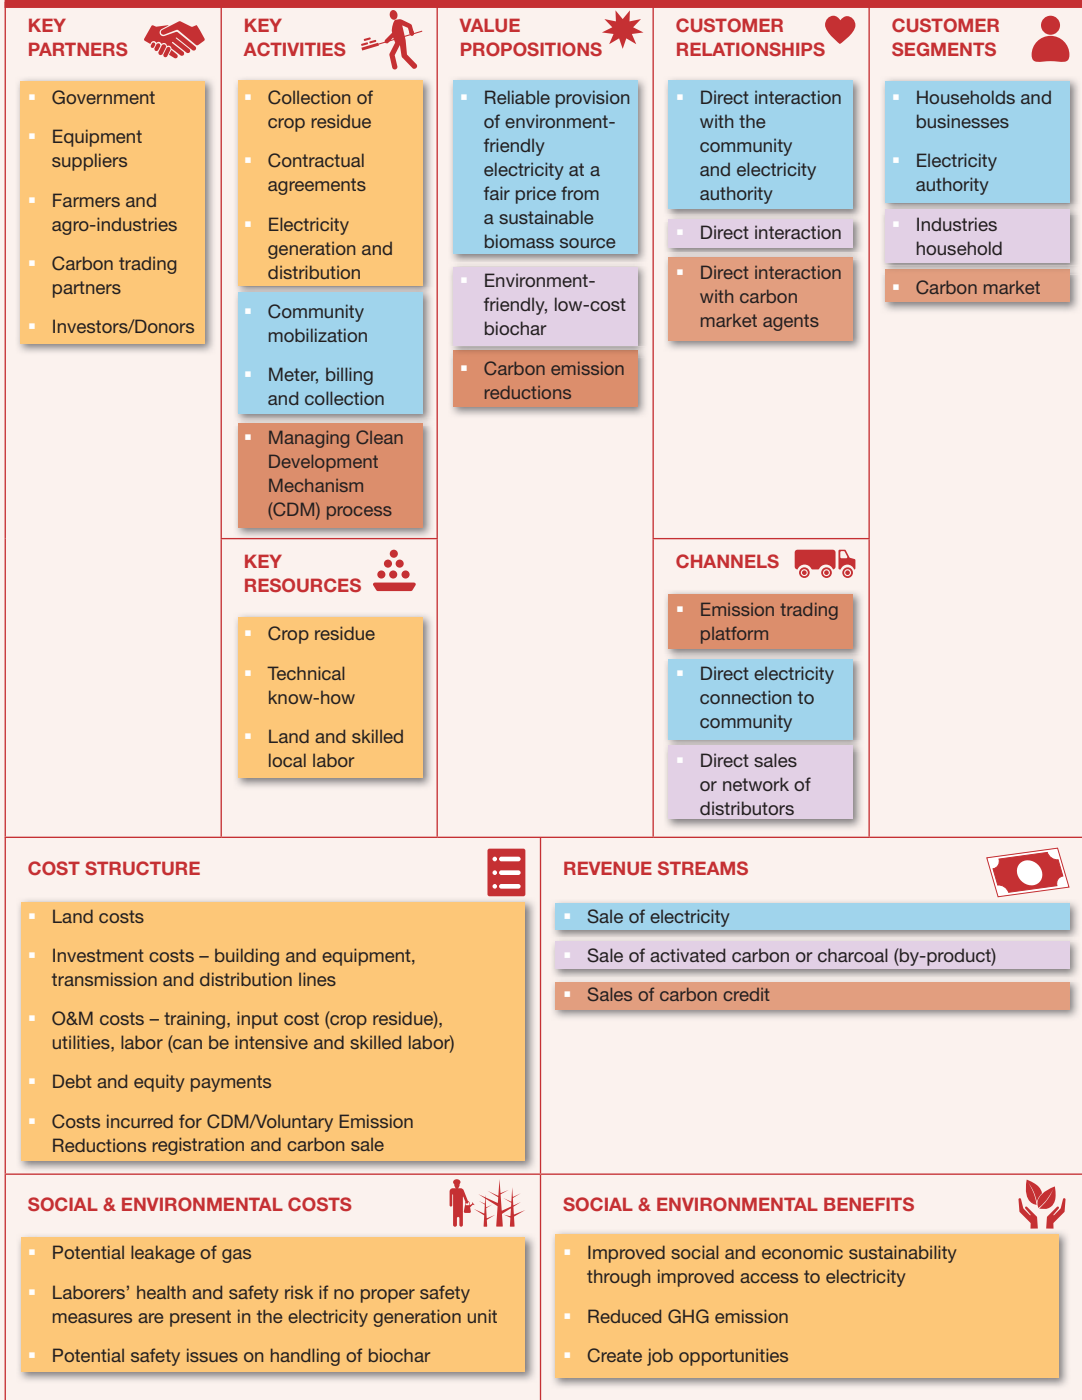 KEY
PARTNERS
Government
Equipment
suppliers
Farmers and
agro-industries
Carbon trading
partners
Investors/Donors
KEY
ACTIVITIES
Collection of
crop residue
Contractual
agreements
Electricity
generation and
distribution
Community
mobilization
Meter, billing
and collection
Managing Clean
Development
Mechanism
(CDM) process
KEY
RESOURCES
Crop residue
Technical
know-how
Land and skilled
local labor
VALUE
PROPOSITIONS
Reliable provision
of environment-
friendly
electricity at a
fair price from
a sustainable
biomass source
Environment-
friendly, low-cost
biochar
Carbon emission
reductions
CUSTOMER
RELATIONSHIPS
Direct interaction
with the
community
and electricity
authority
Direct interaction
Direct interaction
with carbon
market agents
CHANNELS
Emission trading
platform
Direct electricity
connection to
community
Direct sales
or network of
distributors
CUSTOMER
SEGMENTS
Households and
businesses
Electricity
authority
Industries
household
Carbon market
COST STRUCTURE
Land costs
Investment costs – building and equipment,
transmission and distribution lines
O&M costs – training, input cost (crop residue),
utilities, labor (can be intensive and skilled labor)
Debt and equity payments
Costs incurred for CDM/Voluntary Emission
Reductions registration and carbon sale
REVENUE STREAMS
Sale of electricity
Sale of activated carbon or charcoal (by-product)
Sales of carbon credit
SOCIAL & ENVIRONMENTAL COSTS
Potential leakage of gas
Laborers’ health and safety risk if no proper safety
measures are present in the electricity generation unit
Potential safety issues on handling of biochar
SOCIAL & ENVIRONMENTAL BENEFITS
Improved social and economic sustainability
through improved access to electricity
Reduced GHG emission
Create job opportunities